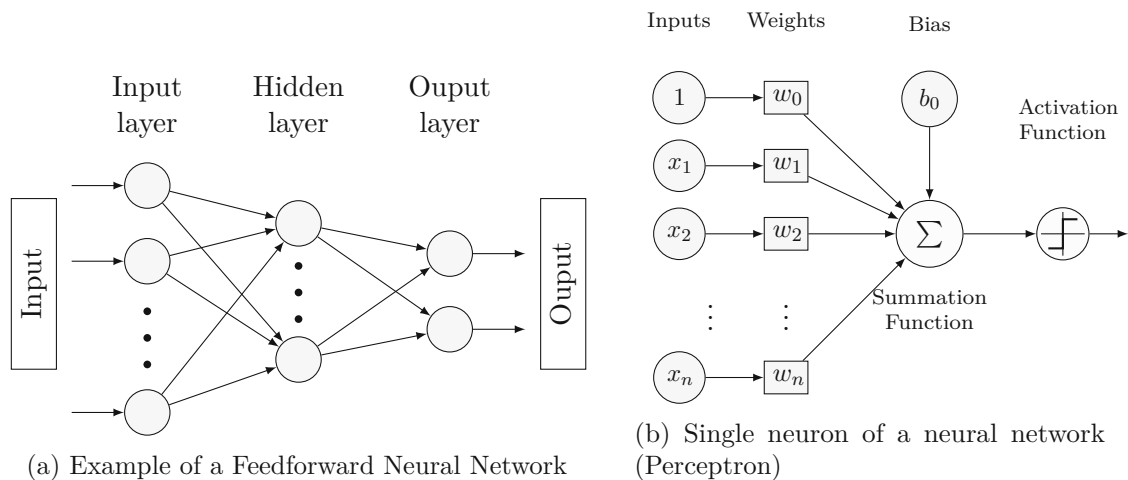 Input
layer
Hidden
layer
Ouput
layer
Input
Ouput
(a) Example of a Feedforward Neural Network
Inputs
Weights
Bias
1
w₀
b₀
Activation
Function
x₁
w₁
x₂
w₂
∑
⋮
⋮
Summation
Function
xₙ
wₙ
(b) Single neuron of a neural network
(Perceptron)